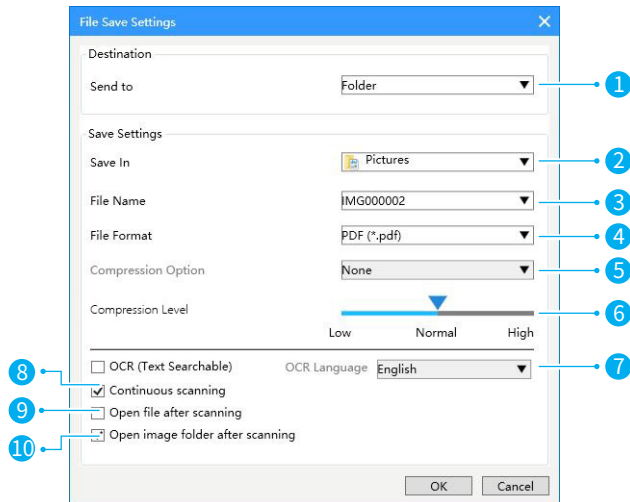 File Save Settings
Destination
Send to Folder 1
Save Settings
Save In Pictures 2
File Name IMG000002 3
File Format PDF (*.pdf) 4
Compression Option None 5
Compression Level 6
Low Normal High
OCR (Text Searchable) OCR Language English 7
8 Continuous scanning
9 Open file after scanning
10 Open image folder after scanning
OK Cancel